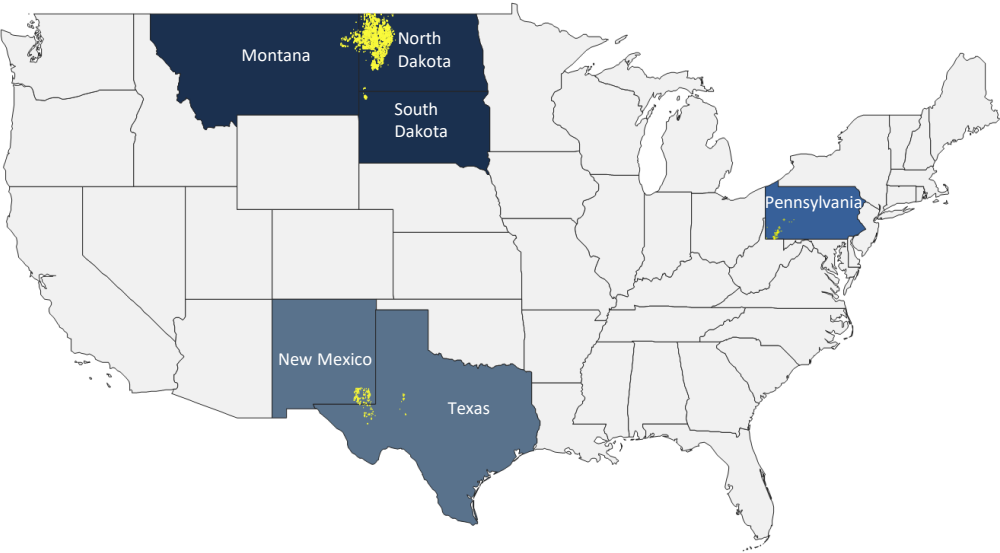 Montana
North
Dakota
South
Dakota
Pennsylvania
New Mexico
Texas